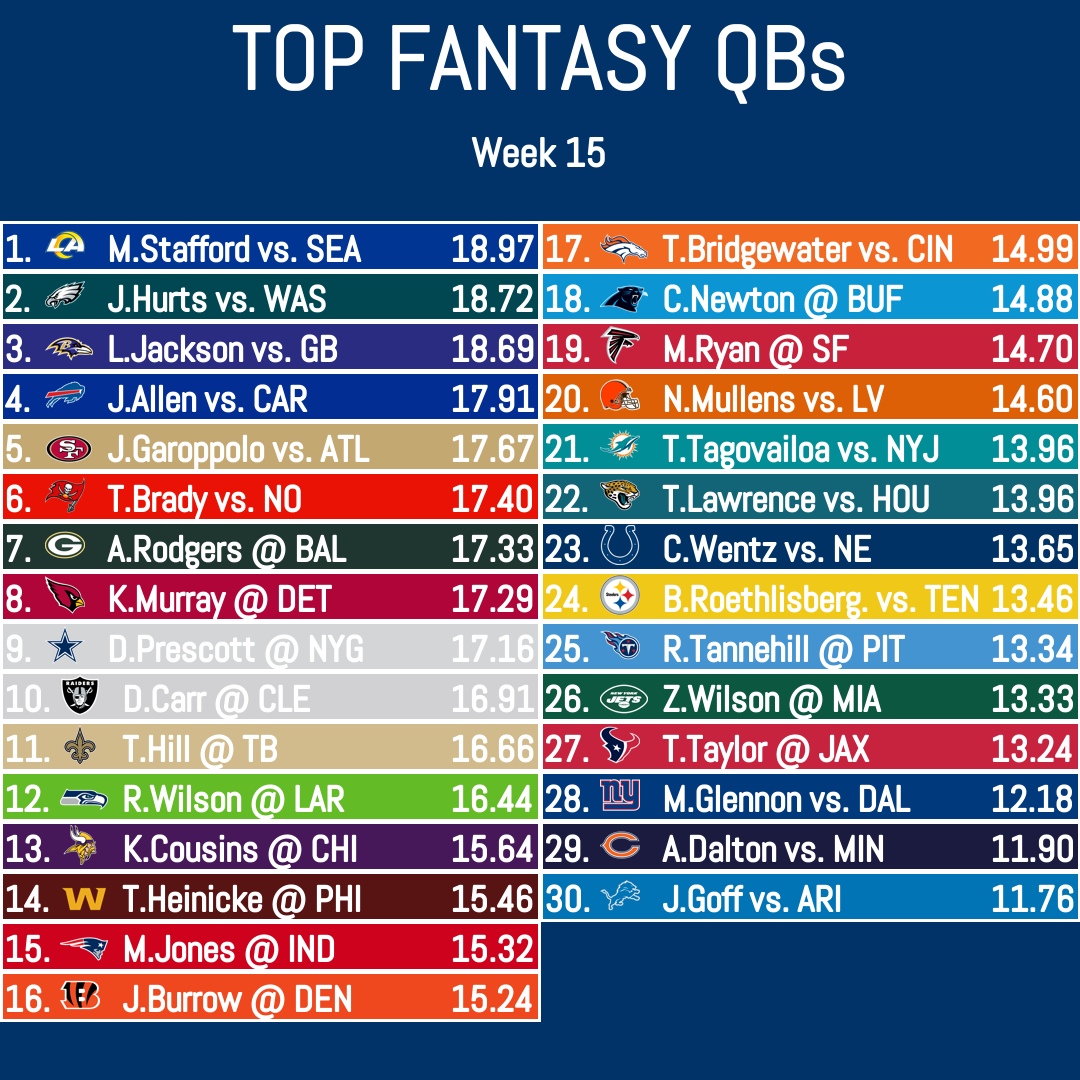 TOP FANTASY QBs
Week 15
1. M.Stafford vs. SEA 18.97
2. J.Hurts vs. WAS 18.72
3. L.Jackson vs. GB 18.69
4. J.Allen vs. CAR 17.91
5. J.Garoppolo vs. ATL 17.67
6. T.Brady vs. NO 17.40
7. A.Rodgers @ BAL 17.33
8. K.Murray @ DET 17.29
9. D.Prescott @ NYG 17.16
10. D.Carr @ CLE 16.91
11. T.Hill @ TB 16.66
12. R.Wilson @ LAR 16.44
13. K.Cousins @ CHI 15.64
14. T.Heinicke @ PHI 15.46
15. M.Jones @ IND 15.32
16. J.Burrow @ DEN 15.24
17. T.Bridgewater vs. CIN 14.99
18. C.Newton @ BUF 14.88
19. M.Ryan @ SF 14.70
20. N.Mullens vs. LV 14.60
21. T.Tagovailoa vs. NYJ 13.96
22. T.Lawrence vs. HOU 13.96
23. C.Wentz vs. NE 13.65
24. B.Roethlisberg. vs. TEN 13.46
25. R.Tannehill @ PIT 13.34
26. Z.Wilson @ MIA 13.33
27. T.Taylor @ JAX 13.24
28. M.Glennon vs. DAL 12.18
29. A.Dalton vs. MIN 11.90
30. J.Goff vs. ARI 11.76